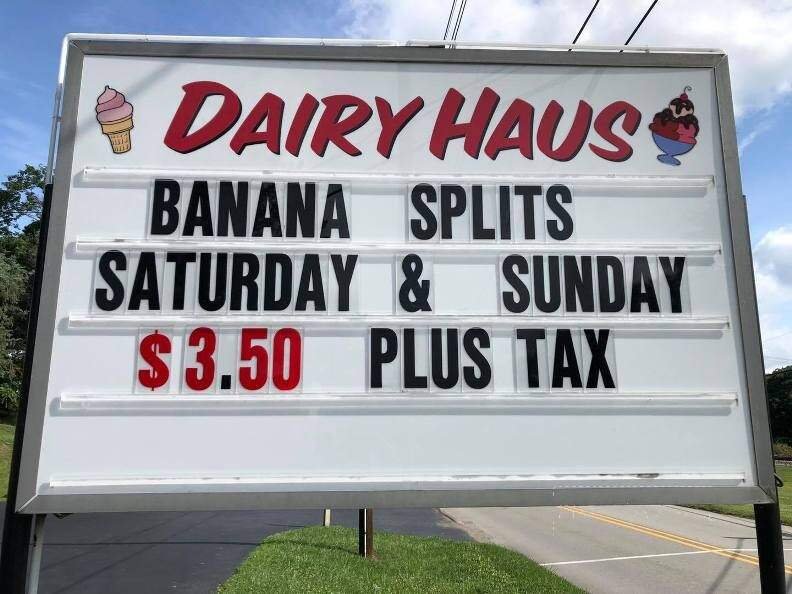 DAIRY HAUS
BANANA SPLITS
SATURDAY & SUNDAY
$3.50 PLUS TAX